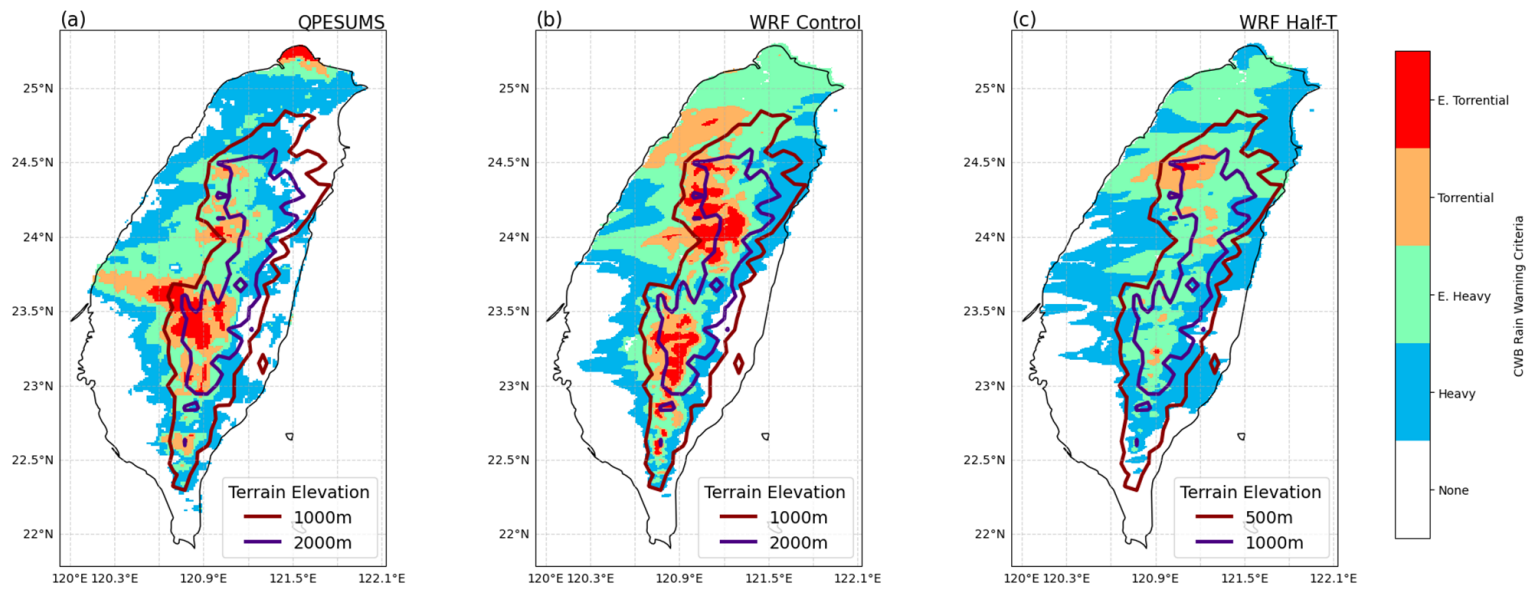 (a) QPESUMS
25°N
24.5°N
24°N
23.5°N
23°N
22.5°N
22°N
120°E 120.3°E 120.9°E 121.5°E 122.1°E
Terrain Elevation
1000m
2000m
(b) WRF Control
25°N
24.5°N
24°N
23.5°N
23°N
22.5°N
22°N
120°E 120.3°E 120.9°E 121.5°E 122.1°E
Terrain Elevation
1000m
2000m
(c) WRF Half-T
25°N
24.5°N
24°N
23.5°N
23°N
22.5°N
22°N
120°E 120.3°E 120.9°E 121.5°E 122.1°E
Terrain Elevation
500m
1000m
E. Torrential
Torrential
E. Heavy
Heavy
None
CWB Rain Warning Criteria